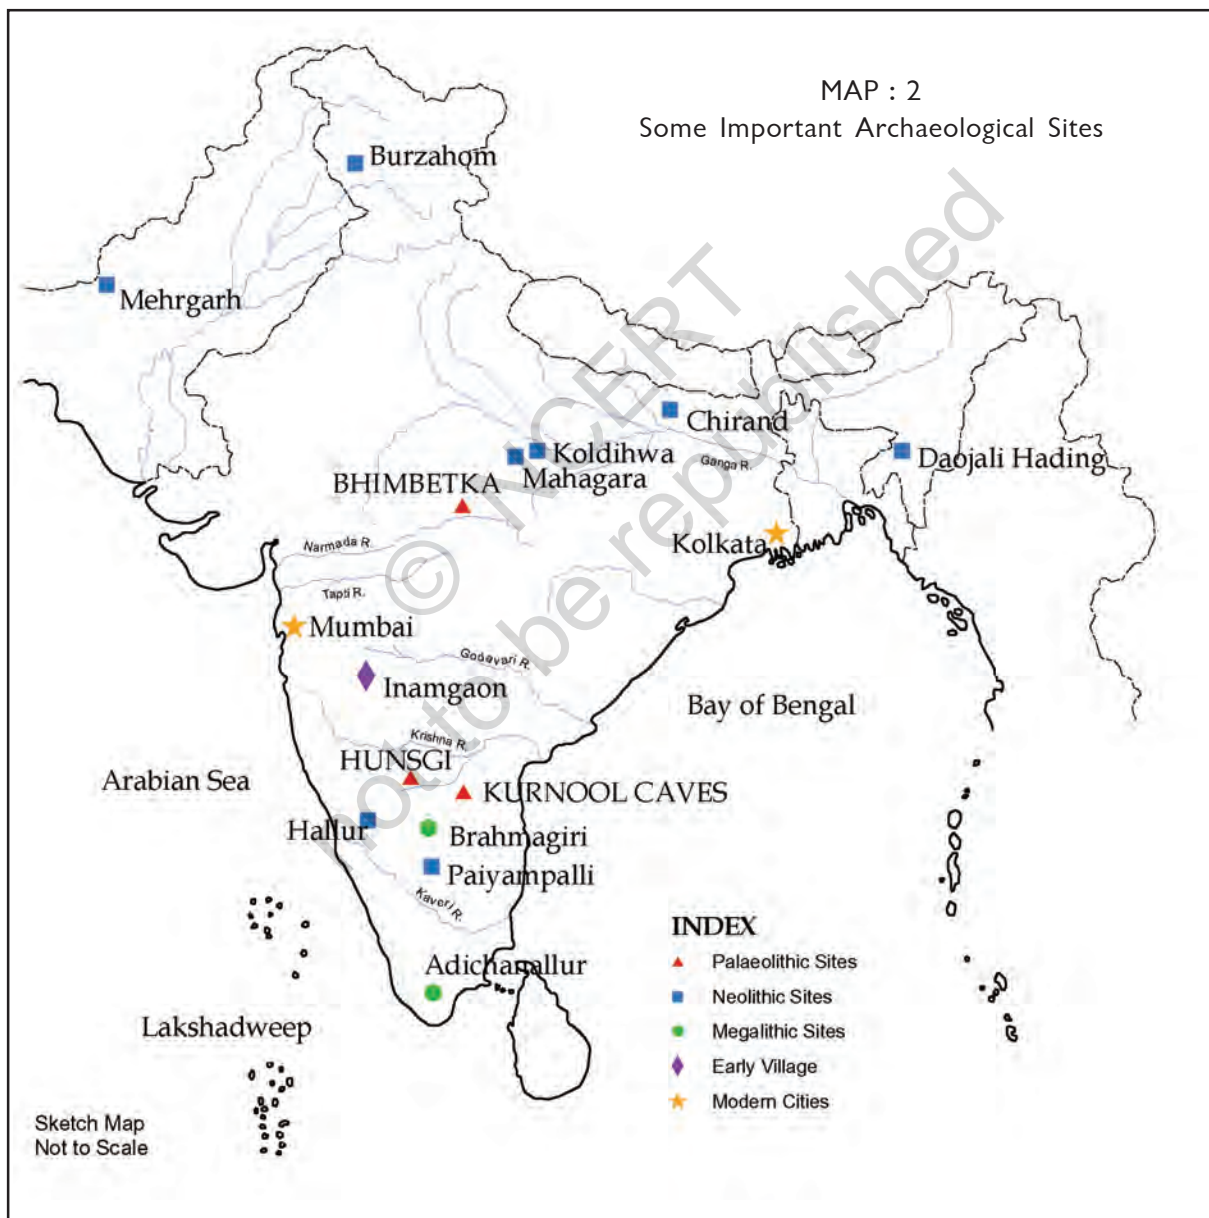 MAP : 2
Some Important Archaeological Sites
Burzahom
Mehrgarh
Chirand
Koldihwa
Mahagara
Ganga R.
Daojali Hading
BHIMBETKA
Kolkata
Narmada R.
Tapti R.
Mumbai
Godavari R.
Inamgaon
Bay of Bengal
Krishna R.
HUNSGI
Arabian Sea
KURNOOL CAVES
Hallur
Brahmagiri
Paiyampalli
Kaveri R.
Adichanallur
Lakshadweep
INDEX
Palaeolithic Sites
Neolithic Sites
Megalithic Sites
Early Village
Modern Cities
Sketch Map
Not to Scale
© NCERT
not to be republished